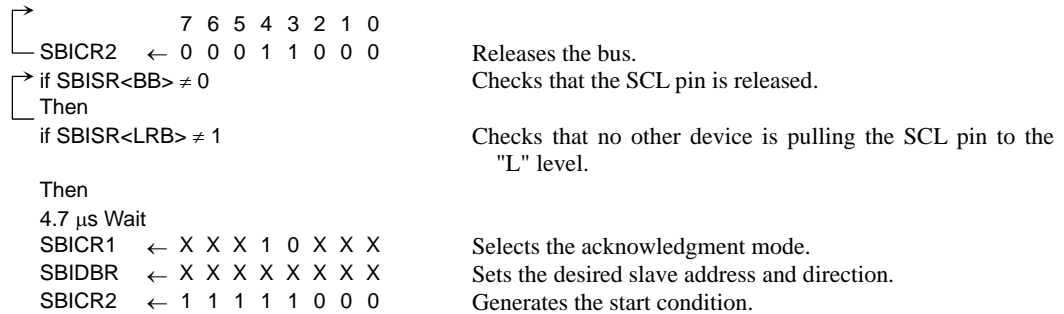 7 6 5 4 3 2 1 0
SBICR2 ← 0 0 0 1 1 0 0 0 Releases the bus.
if SBISR<BB> ≠ 0 Checks that the SCL pin is released.
Then
if SBISR<LRB> ≠ 1 Checks that no other device is pulling the SCL pin to the
"L" level.
Then
4.7 μs Wait
SBICR1 ← X X X 1 0 X X X Selects the acknowledgment mode.
SBIDBR ← X X X X X X X X Sets the desired slave address and direction.
SBICR2 ← 1 1 1 1 1 0 0 0 Generates the start condition.